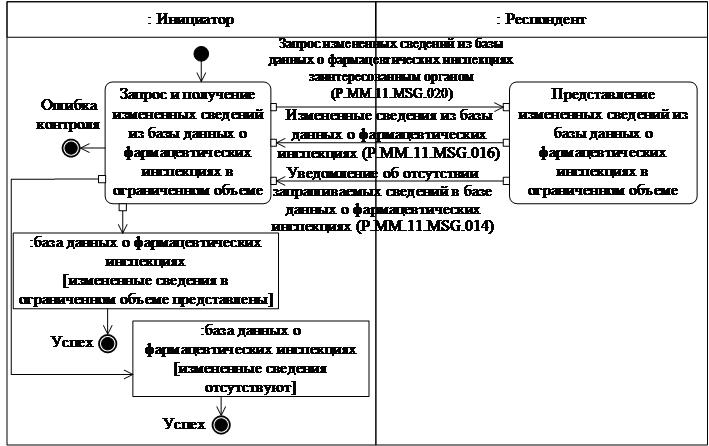 : Инициатор
: Респондент
Запрос измененных сведений из базы
данных о фармацевтических инспекциях
заинтересованным органом
(P.MM.11.MSG.020)
Ошибка
контроля
Запрос и получение
измененных сведений
из базы данных о
фармацевтических
инспекциях в
ограниченном объеме
Измененные сведения из базы
данных о фармацевтических
инспекциях (P.MM.11.MSG.016)
Уведомление об отсутствии
запрашиваемых сведений в базе
данных о фармацевтических
инспекциях (P.MM.11.MSG.014)
Представление
измененных сведений из
базы данных о
фармацевтических
инспекциях в
ограниченном объеме
:база данных о фармацевтических
инспекциях
[измененные сведения в
ограниченном объеме представлены]
Успех
:база данных о
фармацевтических инспекциях
[измененные сведения
отсутствуют]
Успех